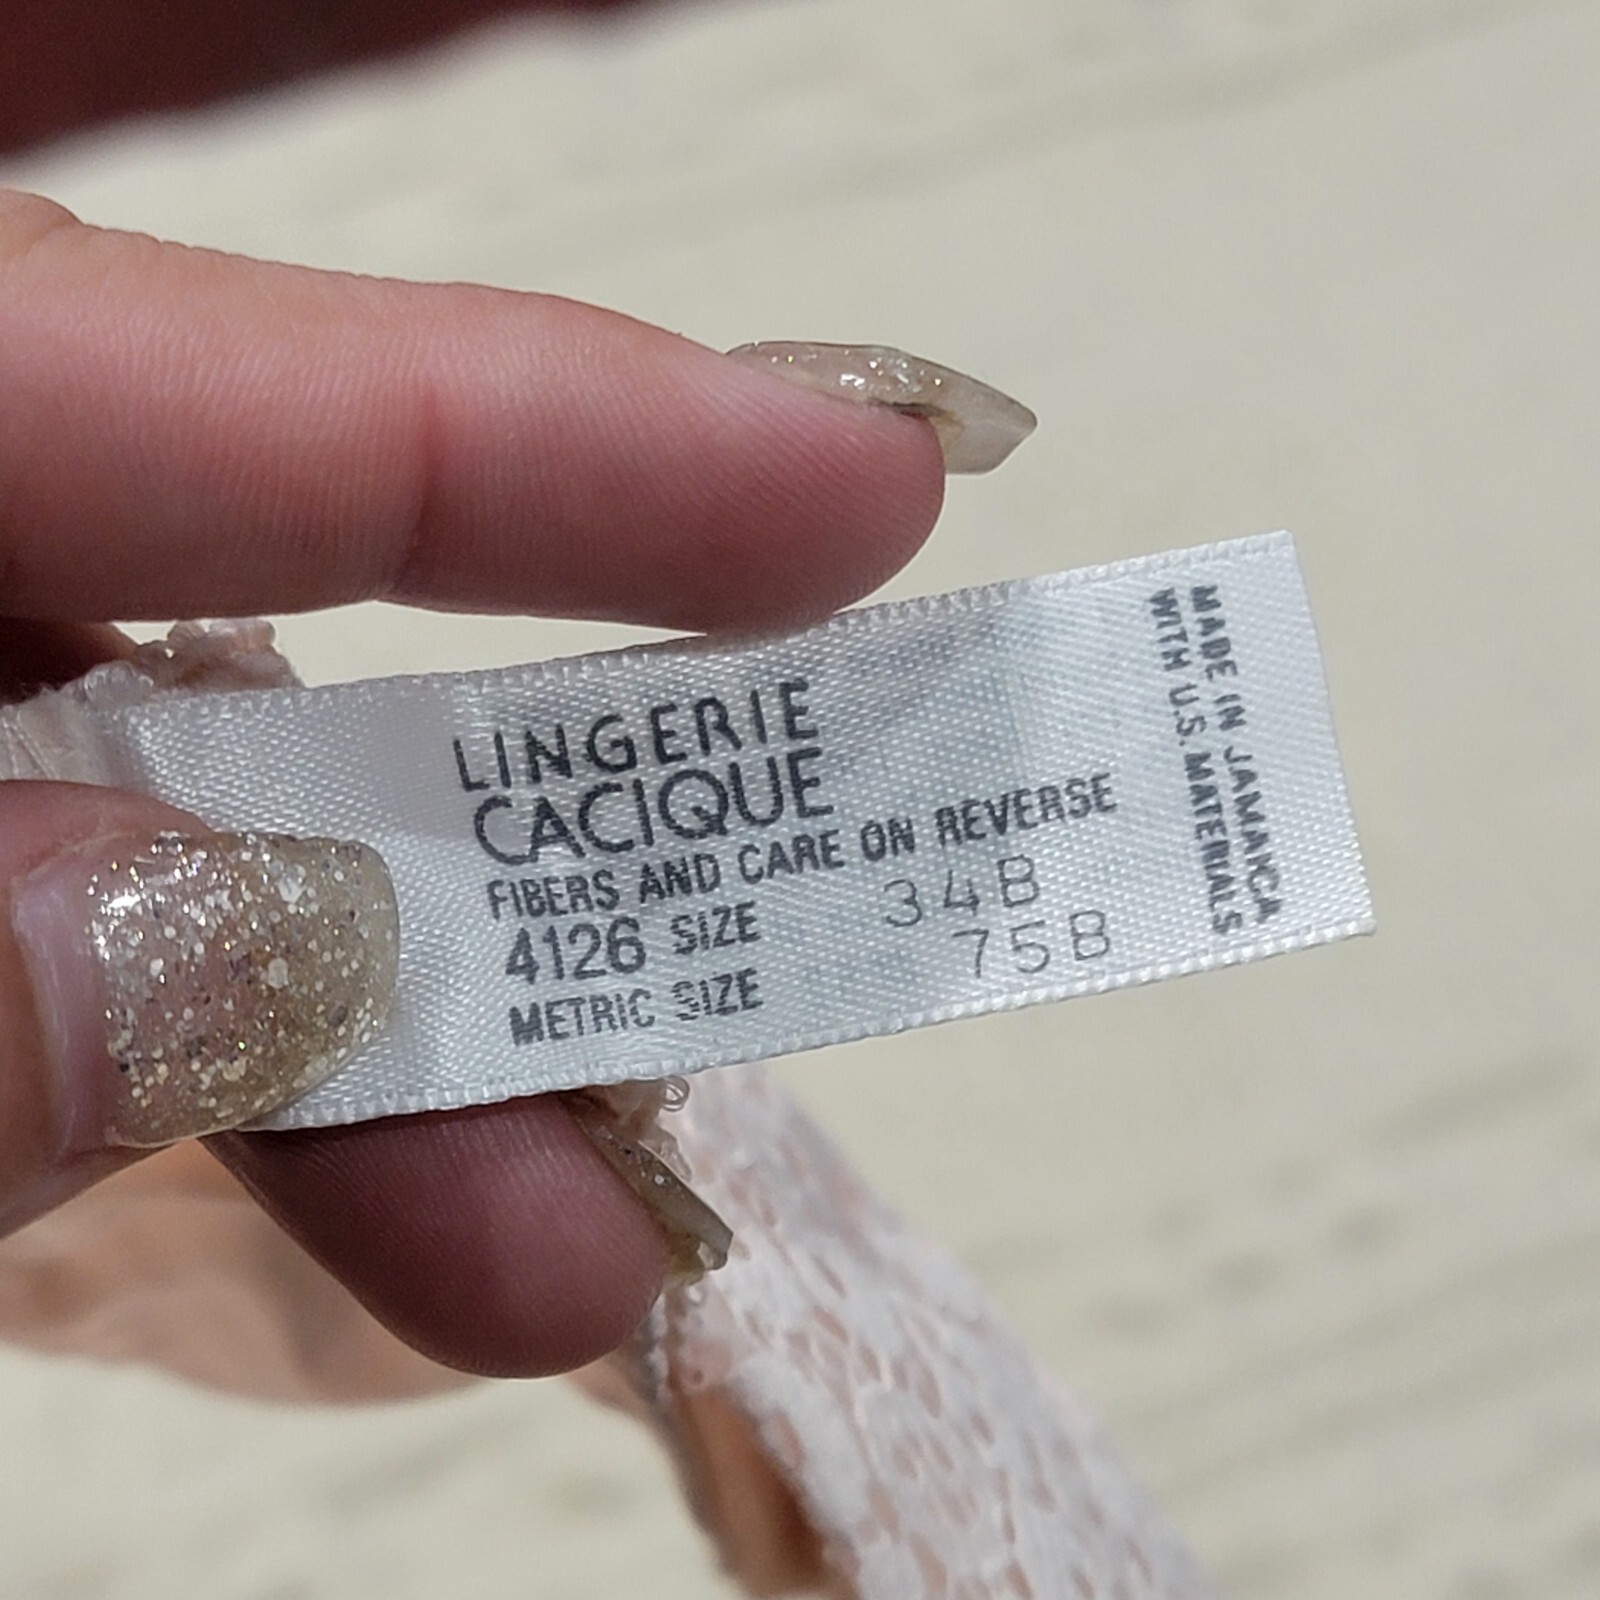 LINGERIE
CACIQUE
FIBERS AND CARE ON REVERSE
4126 SIZE 34B
METRIC SIZE 75B
MADE IN JAMAICA
WITH U.S. MATERIALS